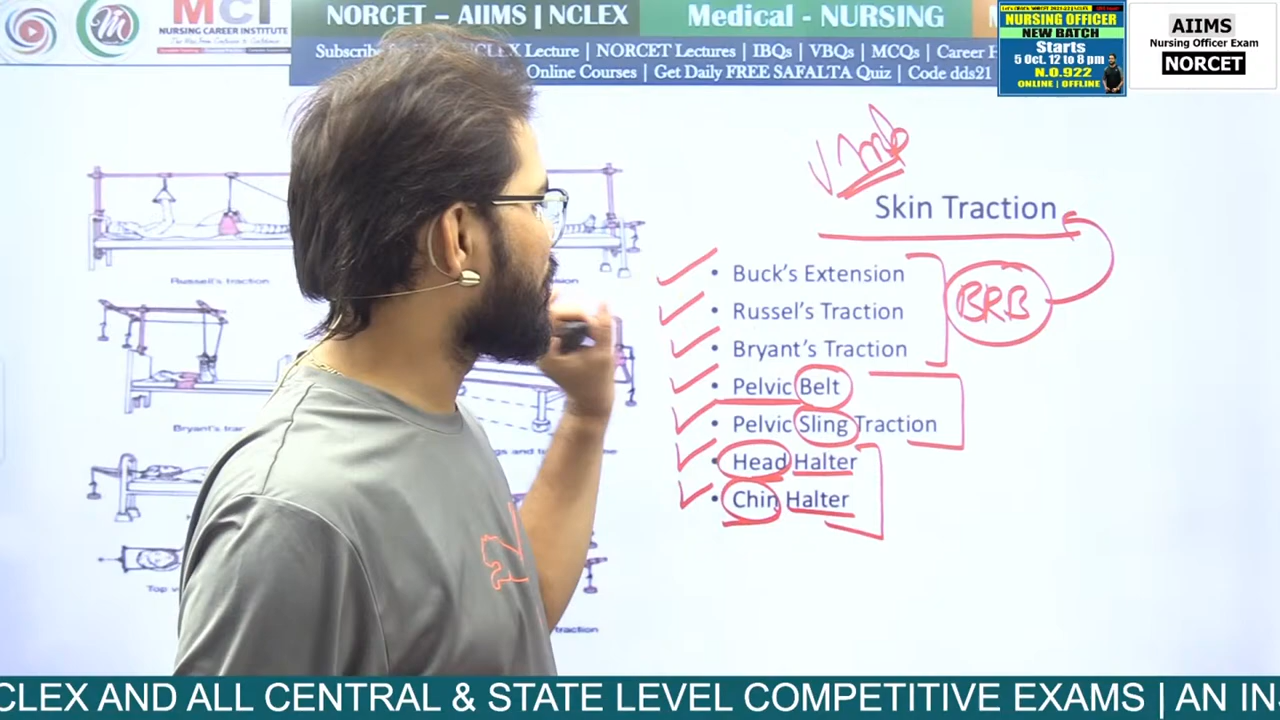 MCI
NURSING CAREER INSTITUTE
NORCET – AIIMS | NCLEX
Medical - NURSING
Subscribe
NCLEX Lecture | NORCET Lectures | IBQs | VBQs | MCQs | Career
Online Courses | Get Daily FREE SAFALTA Quiz | Code dds21
NURSING OFFICER
NEW BATCH
Starts
5 Oct. 12 to 8 pm
N.O.922
ONLINE | OFFLINE
AIIMS
Nursing Officer Exam
NORCET
Imp
Skin Traction
• Buck's Extension
• Russel's Traction
• Bryant's Traction
• Pelvic Belt
• Pelvic Sling Traction
• Head Halter
• Chin Halter
BRB
Russell's traction
Bryant's
traction
CLEX AND ALL CENTRAL & STATE LEVEL COMPETITIVE EXAMS | AN INS